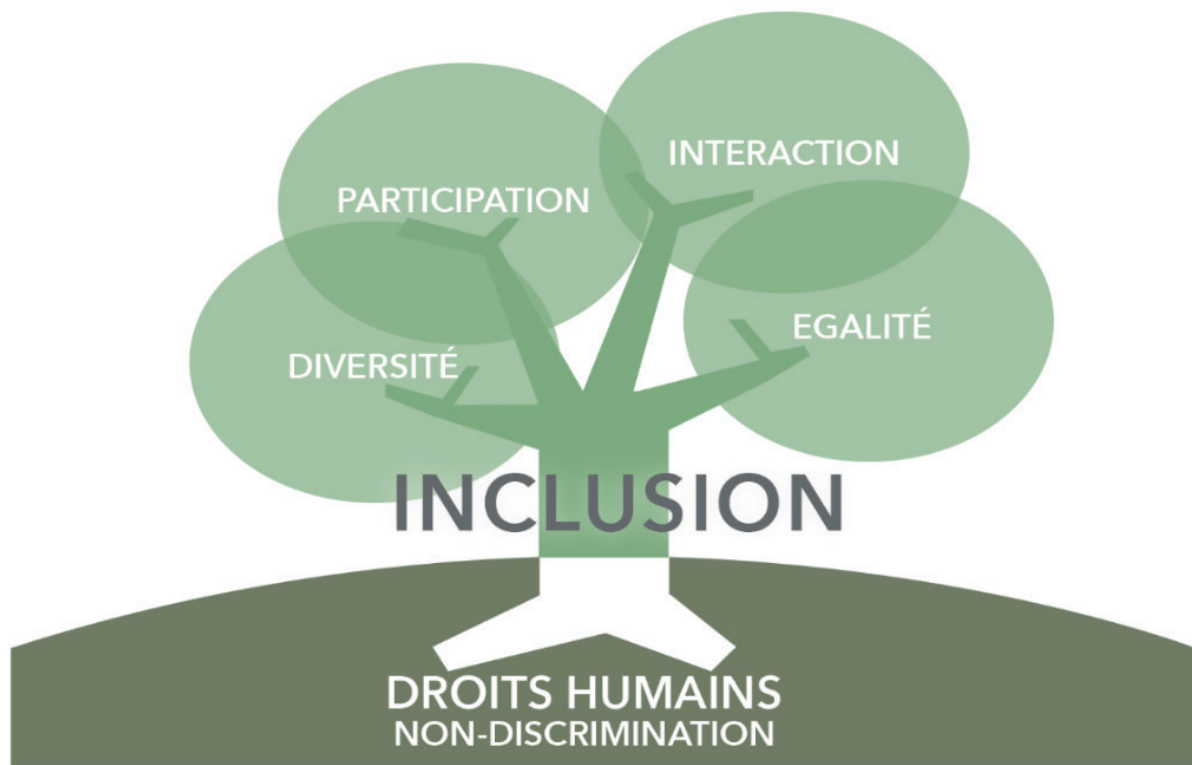 INTERACTION
PARTICIPATION
EGALITÉ
DIVERSITÉ
INCLUSION
DROITS HUMAINS
NON-DISCRIMINATION